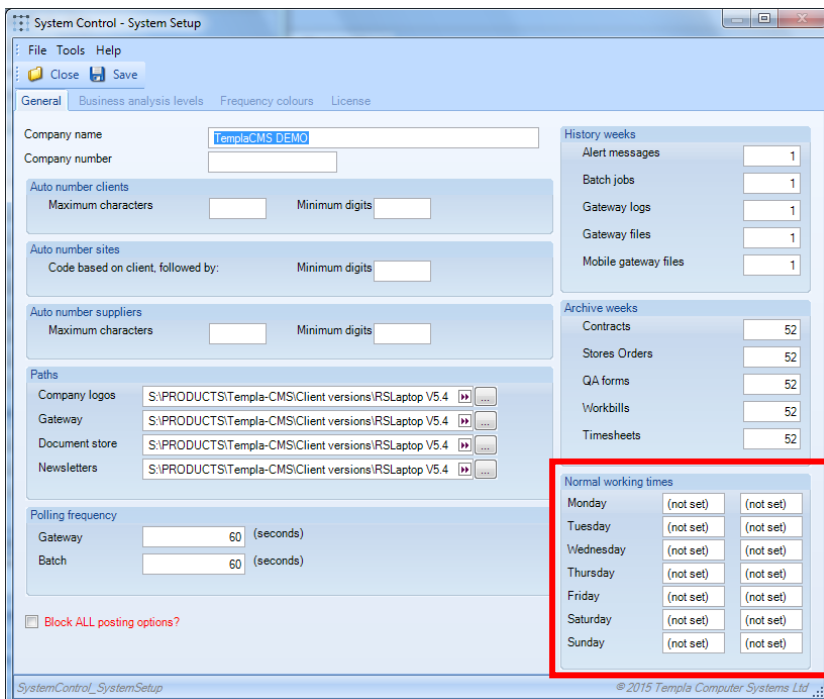 System Control - System Setup
File Tools Help
Close Save
General Business analysis levels Frequency colours License
Company name TemplaCMS DEMO
Company number
Auto number clients
Maximum characters Minimum digits
Auto number sites
Code based on client, followed by: Minimum digits
Auto number suppliers
Maximum characters Minimum digits
Paths
Company logos S:\PRODUCTS\Templa-CMS\Client versions\RSLaptop V5.4 ...
Gateway S:\PRODUCTS\Templa-CMS\Client versions\RSLaptop V5.4 ...
Document store S:\PRODUCTS\Templa-CMS\Client versions\RSLaptop V5.4 ...
Newsletters S:\PRODUCTS\Templa-CMS\Client versions\RSLaptop V5.4 ...
Polling frequency
Gateway 60 (seconds)
Batch 60 (seconds)
Block ALL posting options?
History weeks
Alert messages 1
Batch jobs 1
Gateway logs 1
Gateway files 1
Mobile gateway files 1
Archive weeks
Contracts 52
Stores Orders 52
QA forms 52
Workbills 52
Timesheets 52
Normal working times
Monday (not set) (not set)
Tuesday (not set) (not set)
Wednesday (not set) (not set)
Thursday (not set) (not set)
Friday (not set) (not set)
Saturday (not set) (not set)
Sunday (not set) (not set)
SystemControl_SystemSetup © 2015 Templa Computer Systems Ltd